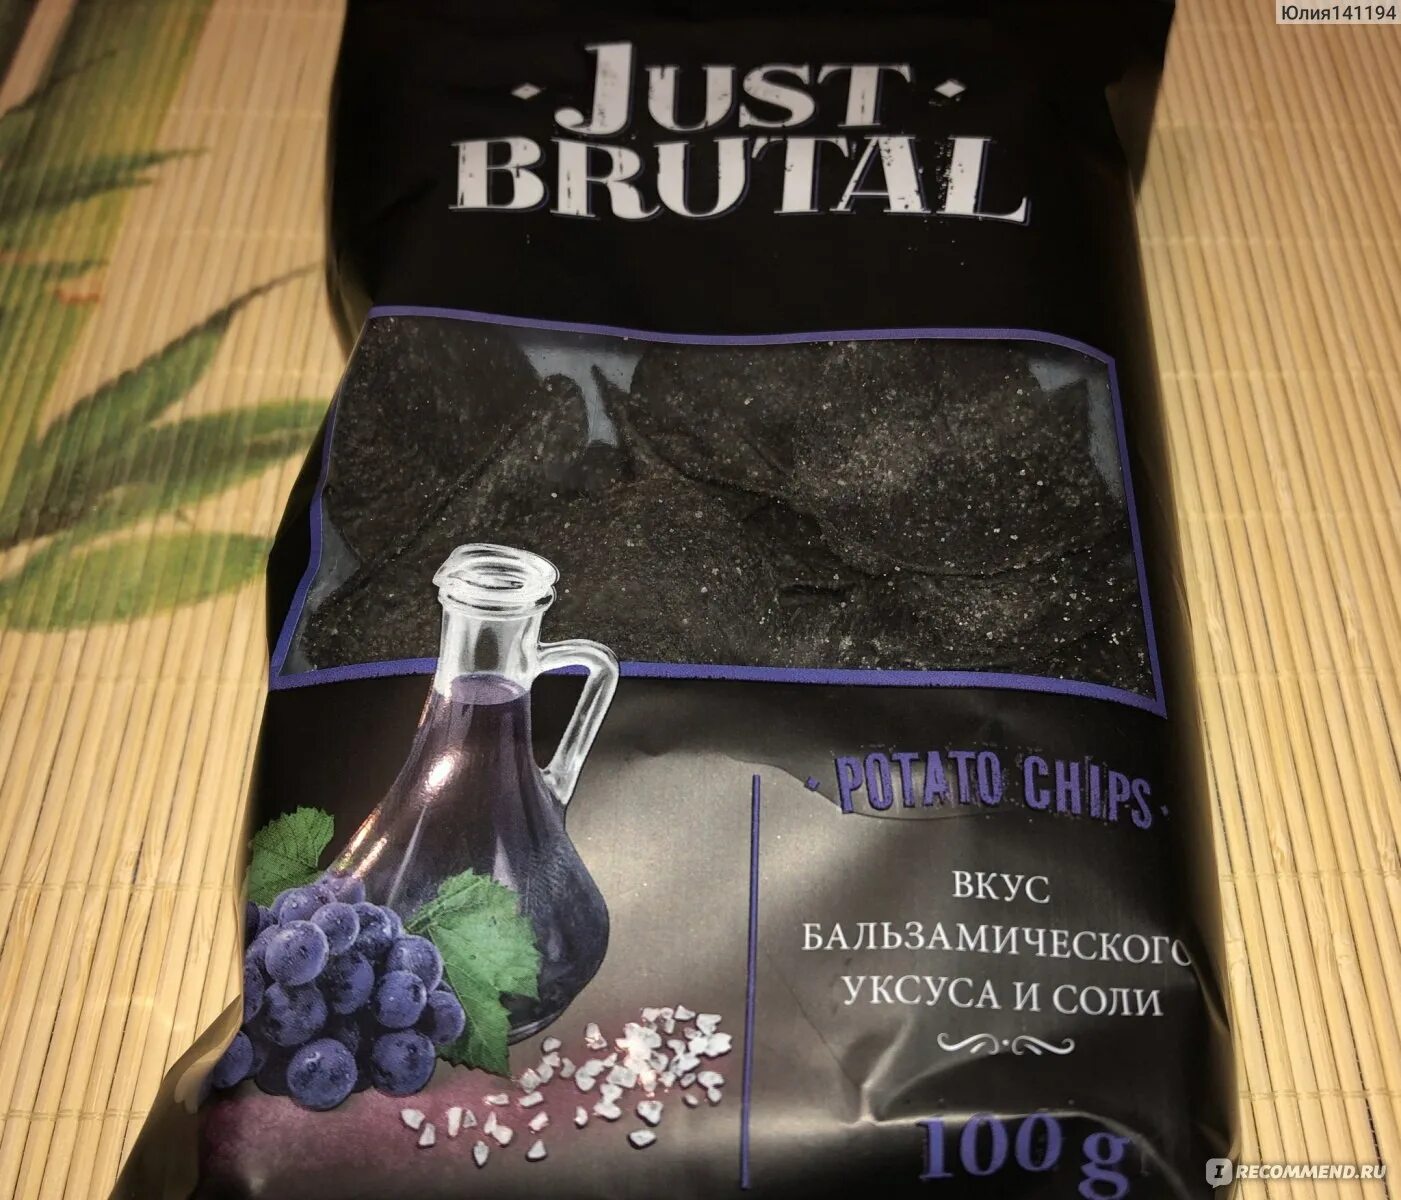 Юлия141194
JUST
BRUTAL
POTATO CHIPS
ВКУС
БАЛЬЗАМИЧЕСКОГО
УКСУСА И СОЛИ
100 g
IRECOMMEND.RU